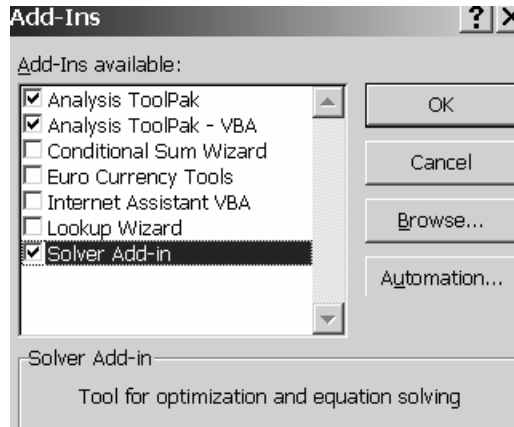 Add-Ins
Add-Ins available:
Analysis ToolPak
Analysis ToolPak - VBA
Conditional Sum Wizard
Euro Currency Tools
Internet Assistant VBA
Lookup Wizard
Solver Add-in
OK
Cancel
Browse...
Automation...
Solver Add-in
Tool for optimization and equation solving